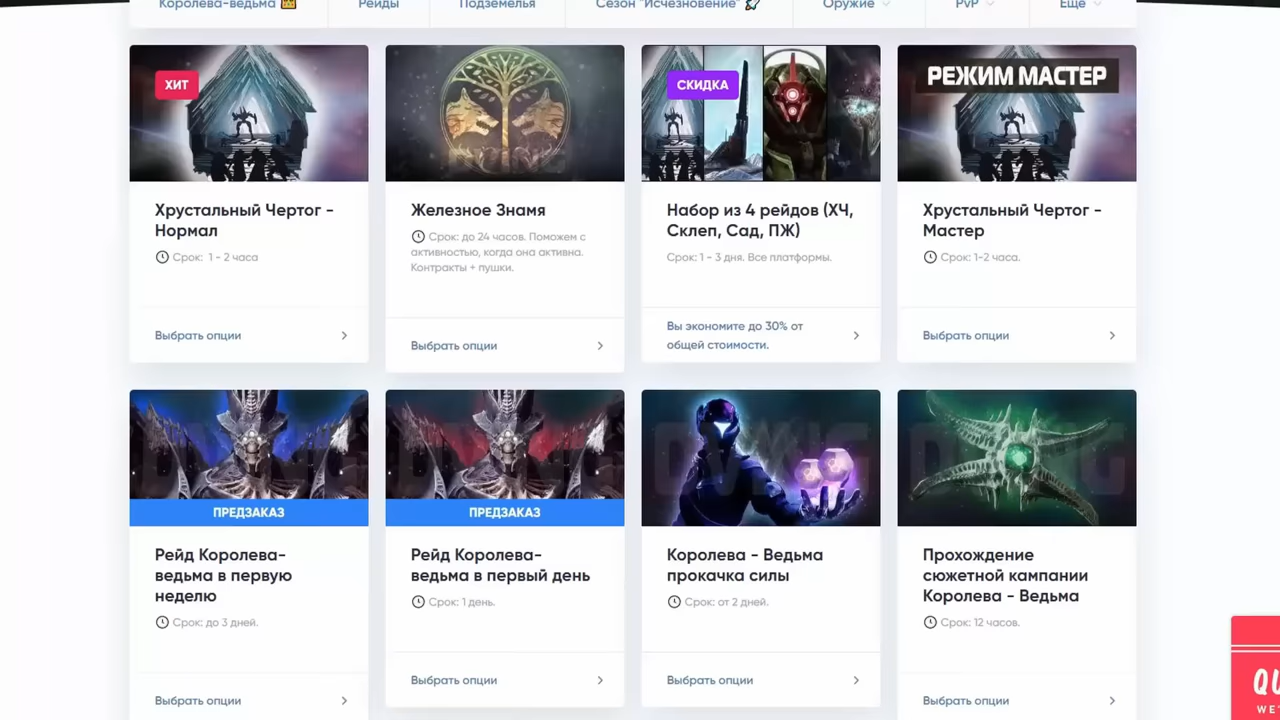 Королева-ведьма
Рейды
Подземелья
Сезон "Исчезновение"
Оружие
PvP
Еще
ХИТ
Хрустальный Чертог -
Нормал
Срок: 1 - 2 часа
Выбрать опции
Железное Знамя
Срок: до 24 часов. Поможем с
активностью, когда она активна.
Контракты + пушки.
Выбрать опции
СКИДКА
Набор из 4 рейдов (ХЧ,
Склеп, Сад, ПЖ)
Срок: 1 - 3 дня. Все платформы.
Вы экономите до 30% от
общей стоимости.
РЕЖИМ МАСТЕР
Хрустальный Чертог -
Мастер
Срок: 1-2 часа.
Выбрать опции
ПРЕДЗАКАЗ
Рейд Королева-
ведьма в первую
неделю
Срок: до 3 дней.
Выбрать опции
ПРЕДЗАКАЗ
Рейд Королева-
ведьма в первый день
Срок: 1 день.
Выбрать опции
Королева - Ведьма
прокачка силы
Срок: от 2 дней.
Выбрать опции
Прохождение
сюжетной кампании
Королева - Ведьма
Срок: 12 часов.
Выбрать опции